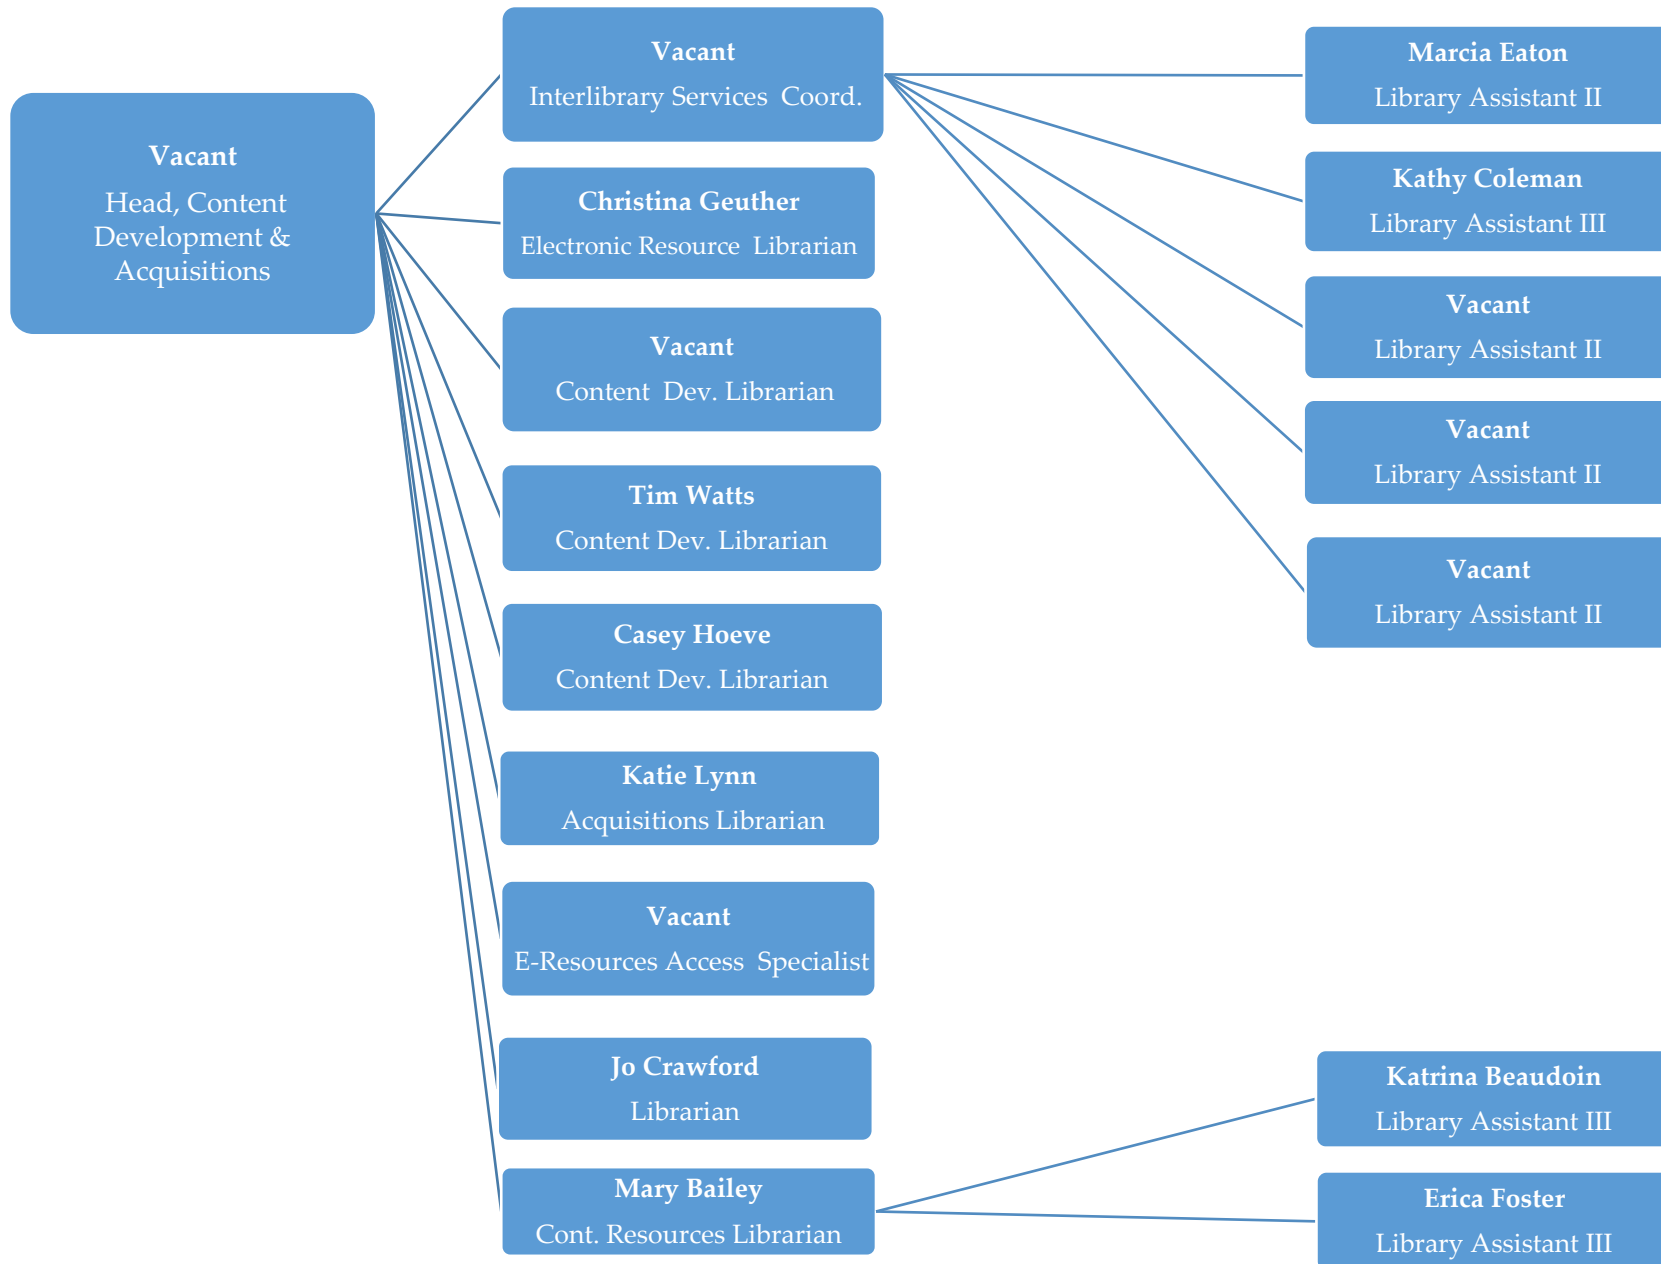 Vacant
Head, Content
Development &
Acquisitions
Vacant
Interlibrary Services Coord.
Christina Geuther
Electronic Resource Librarian
Vacant
Content Dev. Librarian
Tim Watts
Content Dev. Librarian
Casey Hoeve
Content Dev. Librarian
Katie Lynn
Acquisitions Librarian
Vacant
E-Resources Access Specialist
Jo Crawford
Librarian
Mary Bailey
Cont. Resources Librarian
Marcia Eaton
Library Assistant II
Kathy Coleman
Library Assistant III
Vacant
Library Assistant II
Vacant
Library Assistant II
Vacant
Library Assistant II
Katrina Beaudoin
Library Assistant III
Erica Foster
Library Assistant III